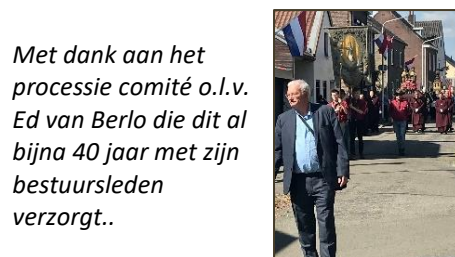 Met dank aan het
processie comité o.l.v.
Ed van Berlo die dit al
bijna 40 jaar met zijn
bestuursleden
verzorgt..